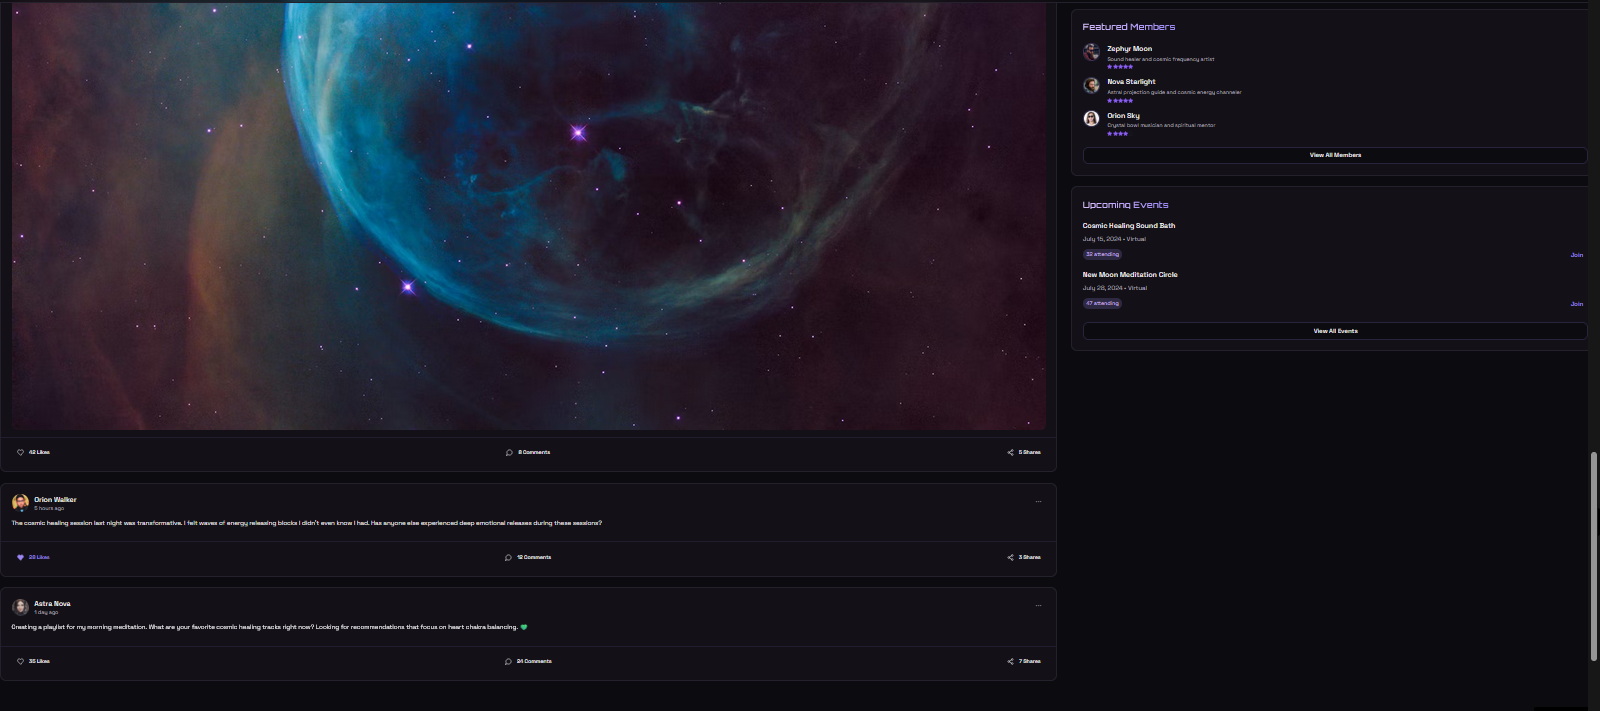 42 Likes
8 Comments
5 Shares
Orion Walker
5 hours ago
The cosmic healing session last night was transformative. I felt waves of energy releasing blocks I didn't even know I had. Has anyone else experienced deep emotional releases during these sessions?
28 Likes
12 Comments
3 Shares
Astra Nova
1 day ago
Creating a playlist for my morning meditation. What are your favorite cosmic healing tracks right now? Looking for recommendations that focus on heart chakra balancing. 💚
35 Likes
24 Comments
7 Shares
Featured Members
Zephyr Moon
Sound healer and cosmic frequency artist
★★★★★
Nova Starlight
Astral projection guide and cosmic energy channeler
★★★★★
Orion Sky
Crystal bowl musician and spiritual mentor
★★★★
View All Members
Upcoming Events
Cosmic Healing Sound Bath
July 15, 2024 • Virtual
32 attending
Join
New Moon Meditation Circle
July 28, 2024 • Virtual
47 attending
Join
View All Events